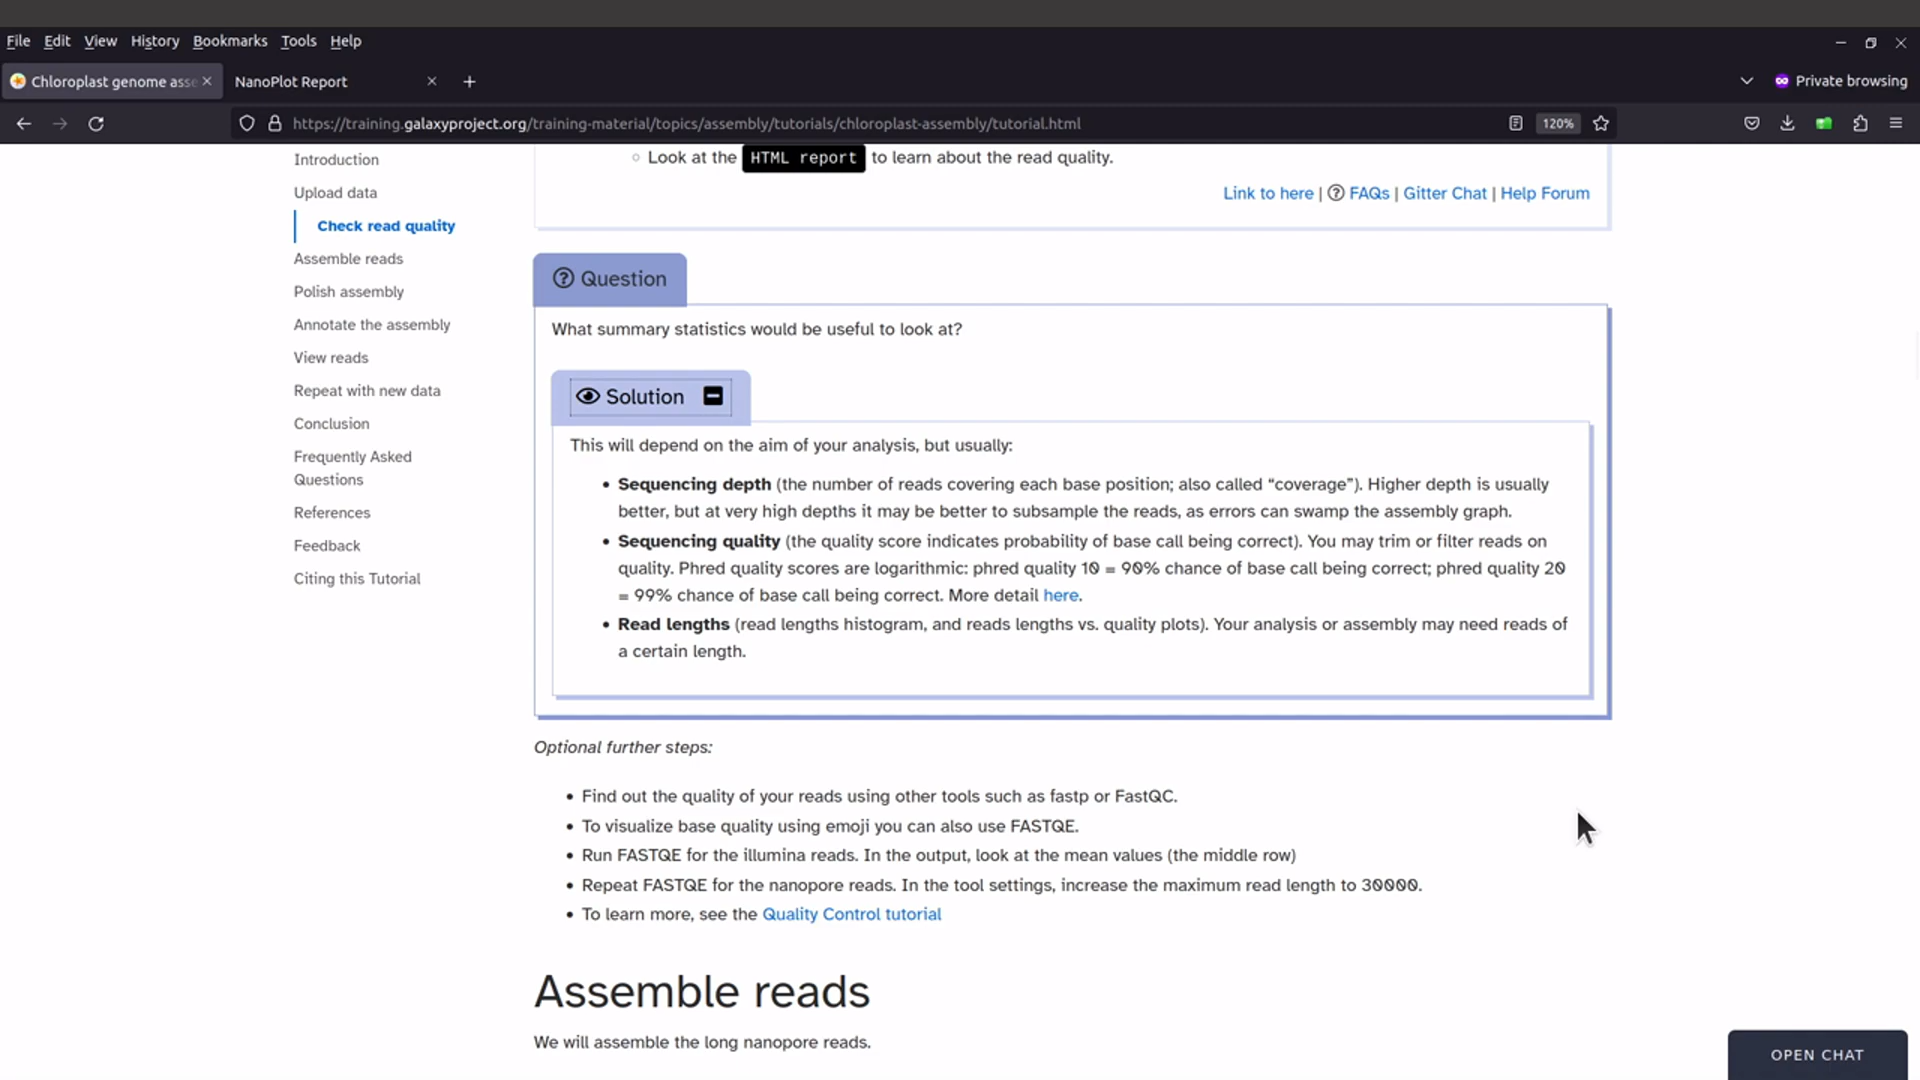 File Edit View History Bookmarks Tools Help
Chloroplast genome asse
NanoPlot Report
Private browsing
https://training.galaxyproject.org/training-material/topics/assembly/tutorials/chloroplast-assembly/tutorial.html
120%
Introduction
Upload data
Check read quality
Assemble reads
Polish assembly
Annotate the assembly
View reads
Repeat with new data
Conclusion
Frequently Asked
Questions
References
Feedback
Citing this Tutorial
Look at the HTML report to learn about the read quality.
Link to here | FAQs | Gitter Chat | Help Forum
Question
What summary statistics would be useful to look at?
Solution
This will depend on the aim of your analysis, but usually:
• Sequencing depth (the number of reads covering each base position; also called “coverage”). Higher depth is usually
better, but at very high depths it may be better to subsample the reads, as errors can swamp the assembly graph.
• Sequencing quality (the quality score indicates probability of base call being correct). You may trim or filter reads on
quality. Phred quality scores are logarithmic: phred quality 10 = 90% chance of base call being correct; phred quality 20
= 99% chance of base call being correct. More detail here.
• Read lengths (read lengths histogram, and reads lengths vs. quality plots). Your analysis or assembly may need reads of
a certain length.
Optional further steps:
• Find out the quality of your reads using other tools such as fastp or FastQC.
• To visualize base quality using emoji you can also use FASTQE.
• Run FASTQE for the illumina reads. In the output, look at the mean values (the middle row)
• Repeat FASTQE for the nanopore reads. In the tool settings, increase the maximum read length to 30000.
• To learn more, see the Quality Control tutorial
Assemble reads
We will assemble the long nanopore reads.
OPEN CHAT